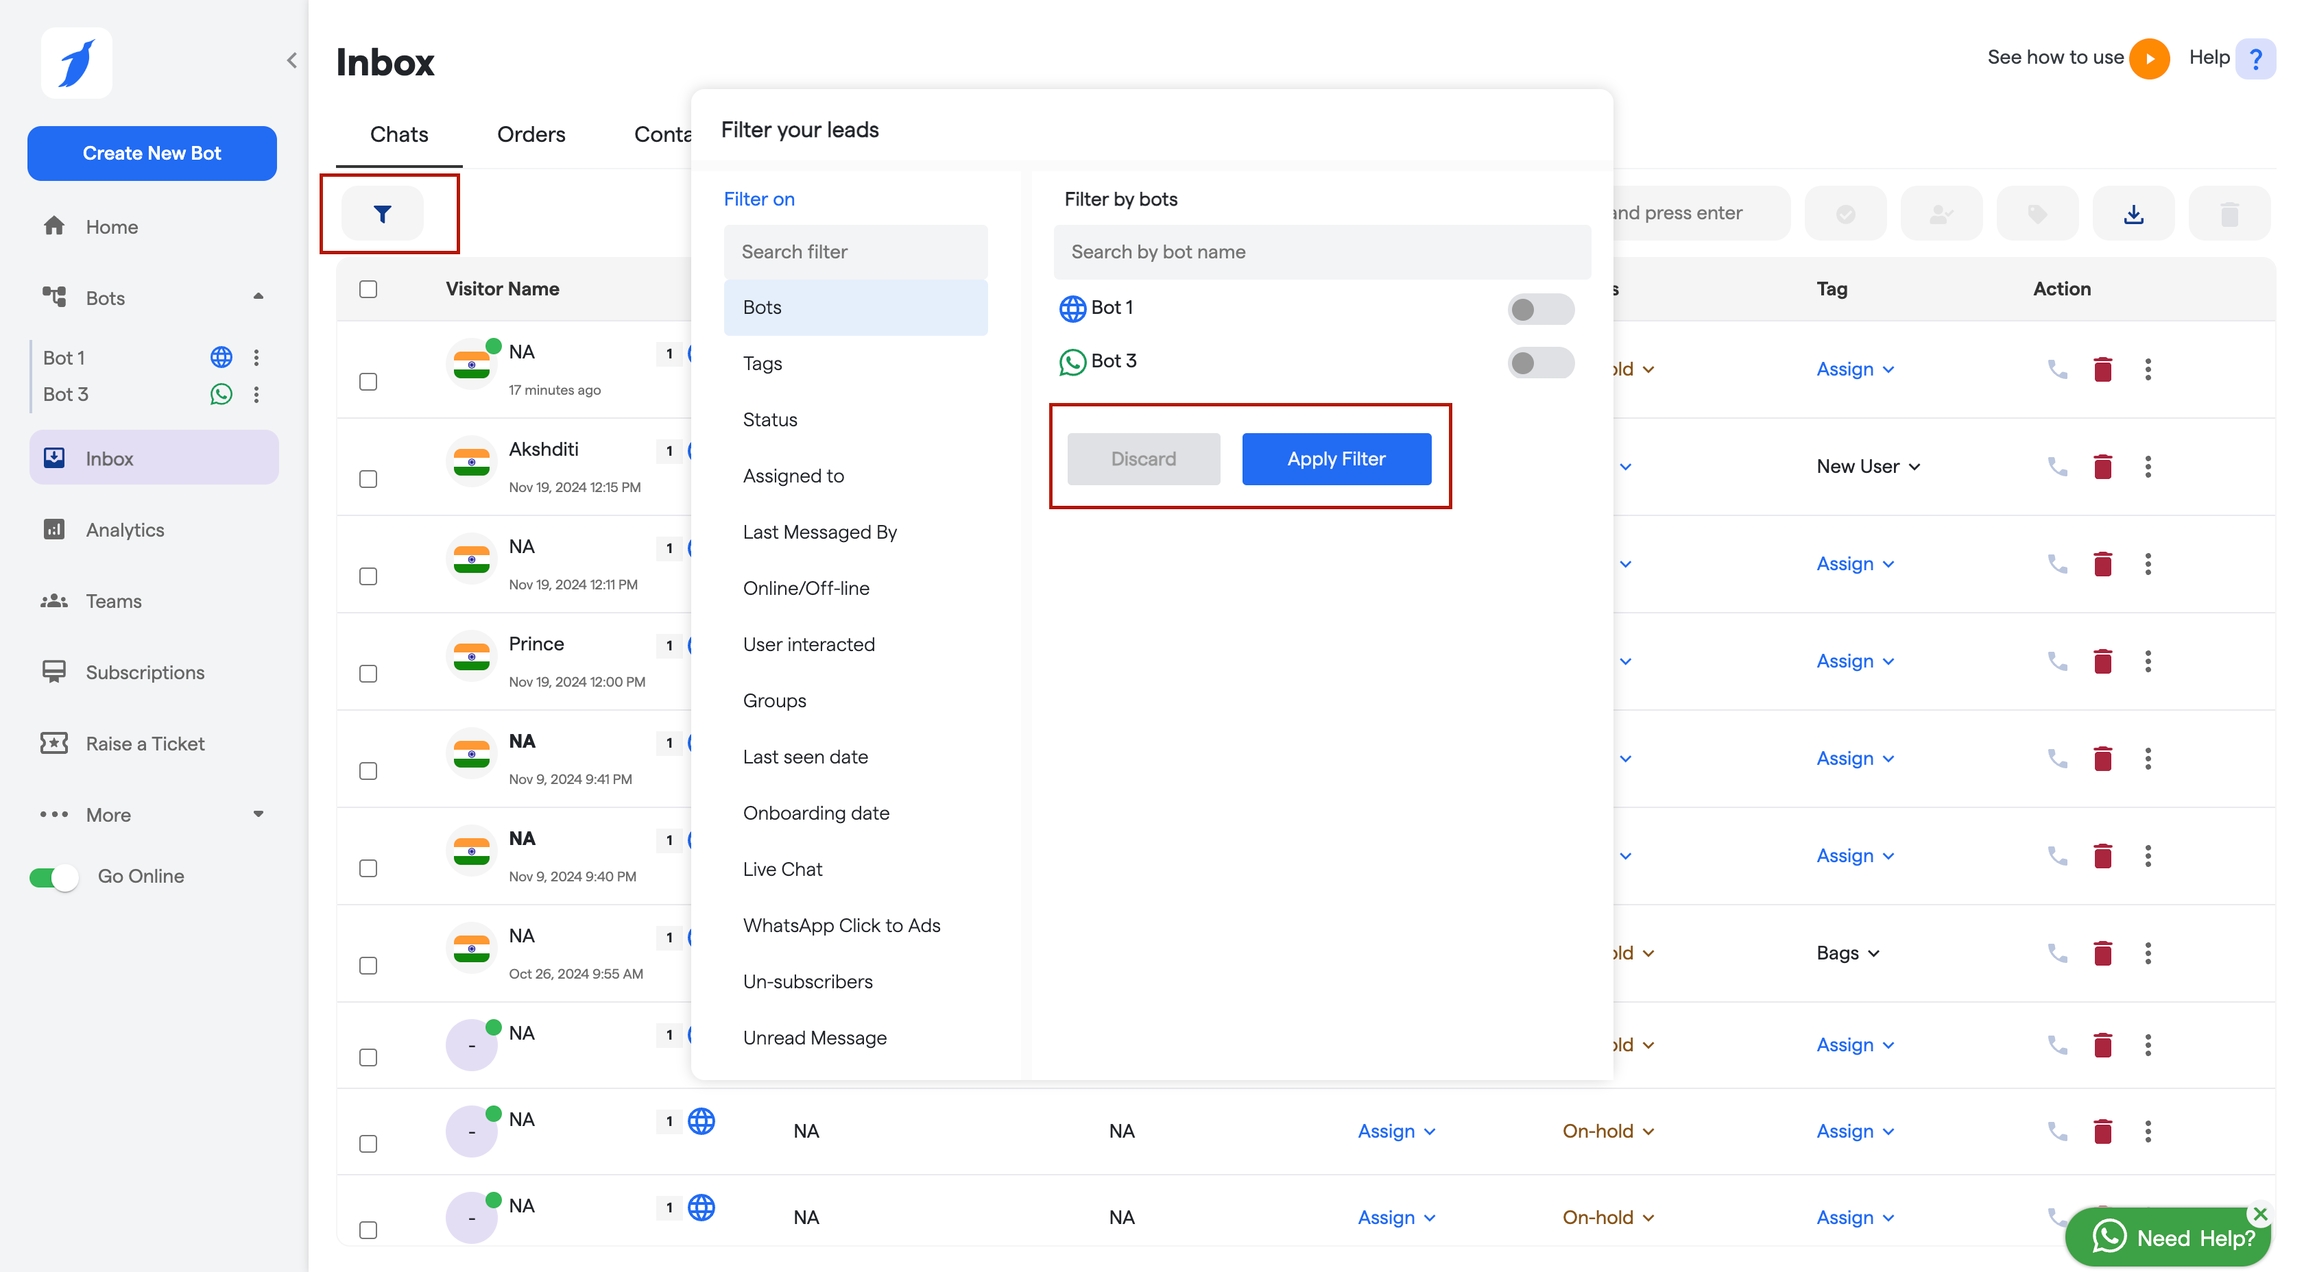 Inbox
See how to use
Help ?
Create New Bot
Chats
Orders
Filter your leads
Home
Filter on
Filter by bots
Search filter
Search by bot name
and press enter
Bots
Visitor Name
Tag
Action
Bots
Bot 1
Tags
Bot 3
Status
Bot 1
Bot 3
Discard
Apply Filter
Inbox
Assigned to
Analytics
Last Messaged By
Teams
Online/Off-line
Subscriptions
User interacted
Raise a Ticket
Groups
More
Last seen date
Go Online
Onboarding date
Live Chat
WhatsApp Click to Ads
Un-subscribers
Unread Message
NA 1
17 minutes ago
Assign
Akshditi 1
Nov 19, 2024 12:15 PM
New User
NA 1
Nov 19, 2024 12:11 PM
Assign
Prince 1
Nov 19, 2024 12:00 PM
Assign
NA 1
Nov 9, 2024 9:41 PM
Assign
NA 1
Nov 9, 2024 9:40 PM
Assign
NA 1
Oct 26, 2024 9:55 AM
Bags
- NA 1
Assign
- NA 1 NA NA Assign On-hold Assign
- NA 1 NA NA Assign On-hold Assign
Need Help?